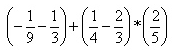 (-1/9 - 1/3) + (1/4 - 2/3) * (2/5)